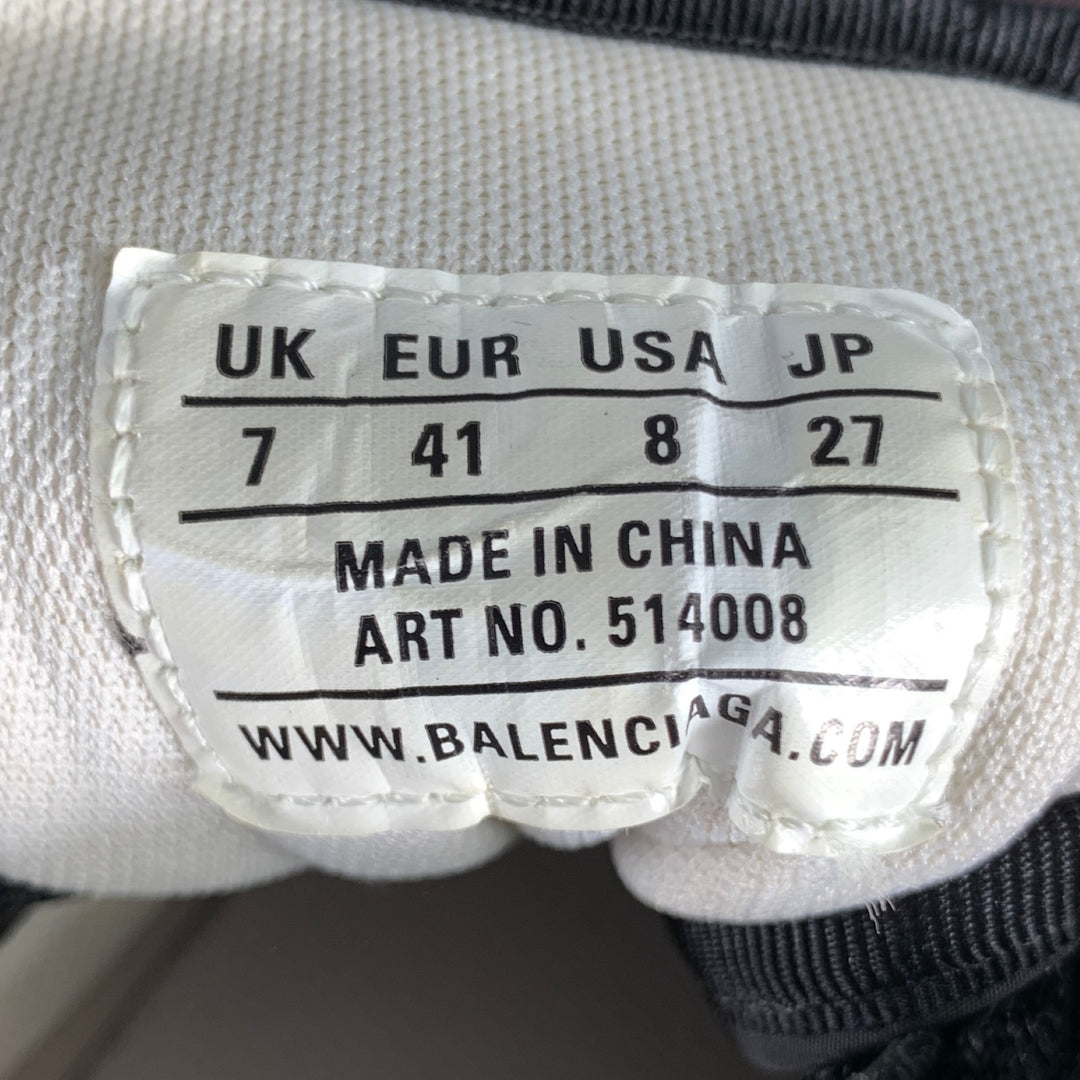 UK EUR USA JP
7 41 8 27
MADE IN CHINA
ART NO. 514008
WWW.BALENCIAGA.COM